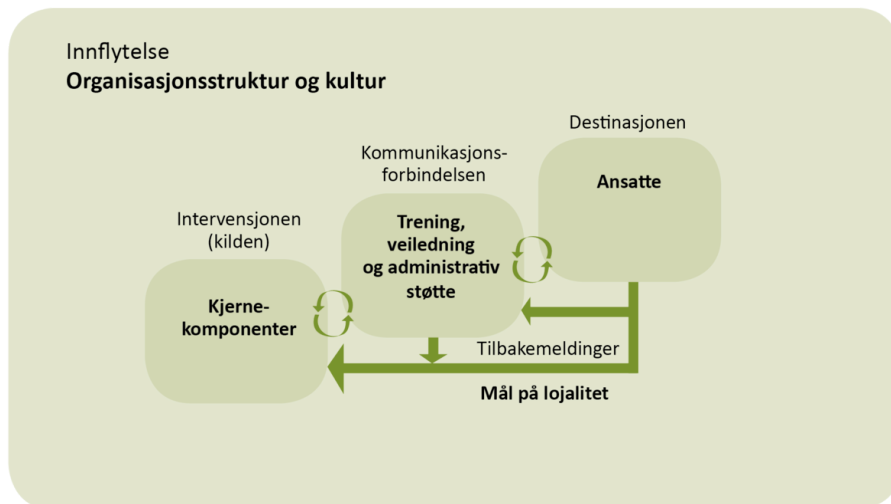 Innflytelse
Organisasjonsstruktur og kultur
Destinasjonen
Ansatte
Kommunikasjons-
forbindelsen
Trening,
veiledning
og administrativ
støtte
Intervensjonen
(kilden)
Kjerne-
komponenter
Tilbakemeldinger
Mål på lojalitet